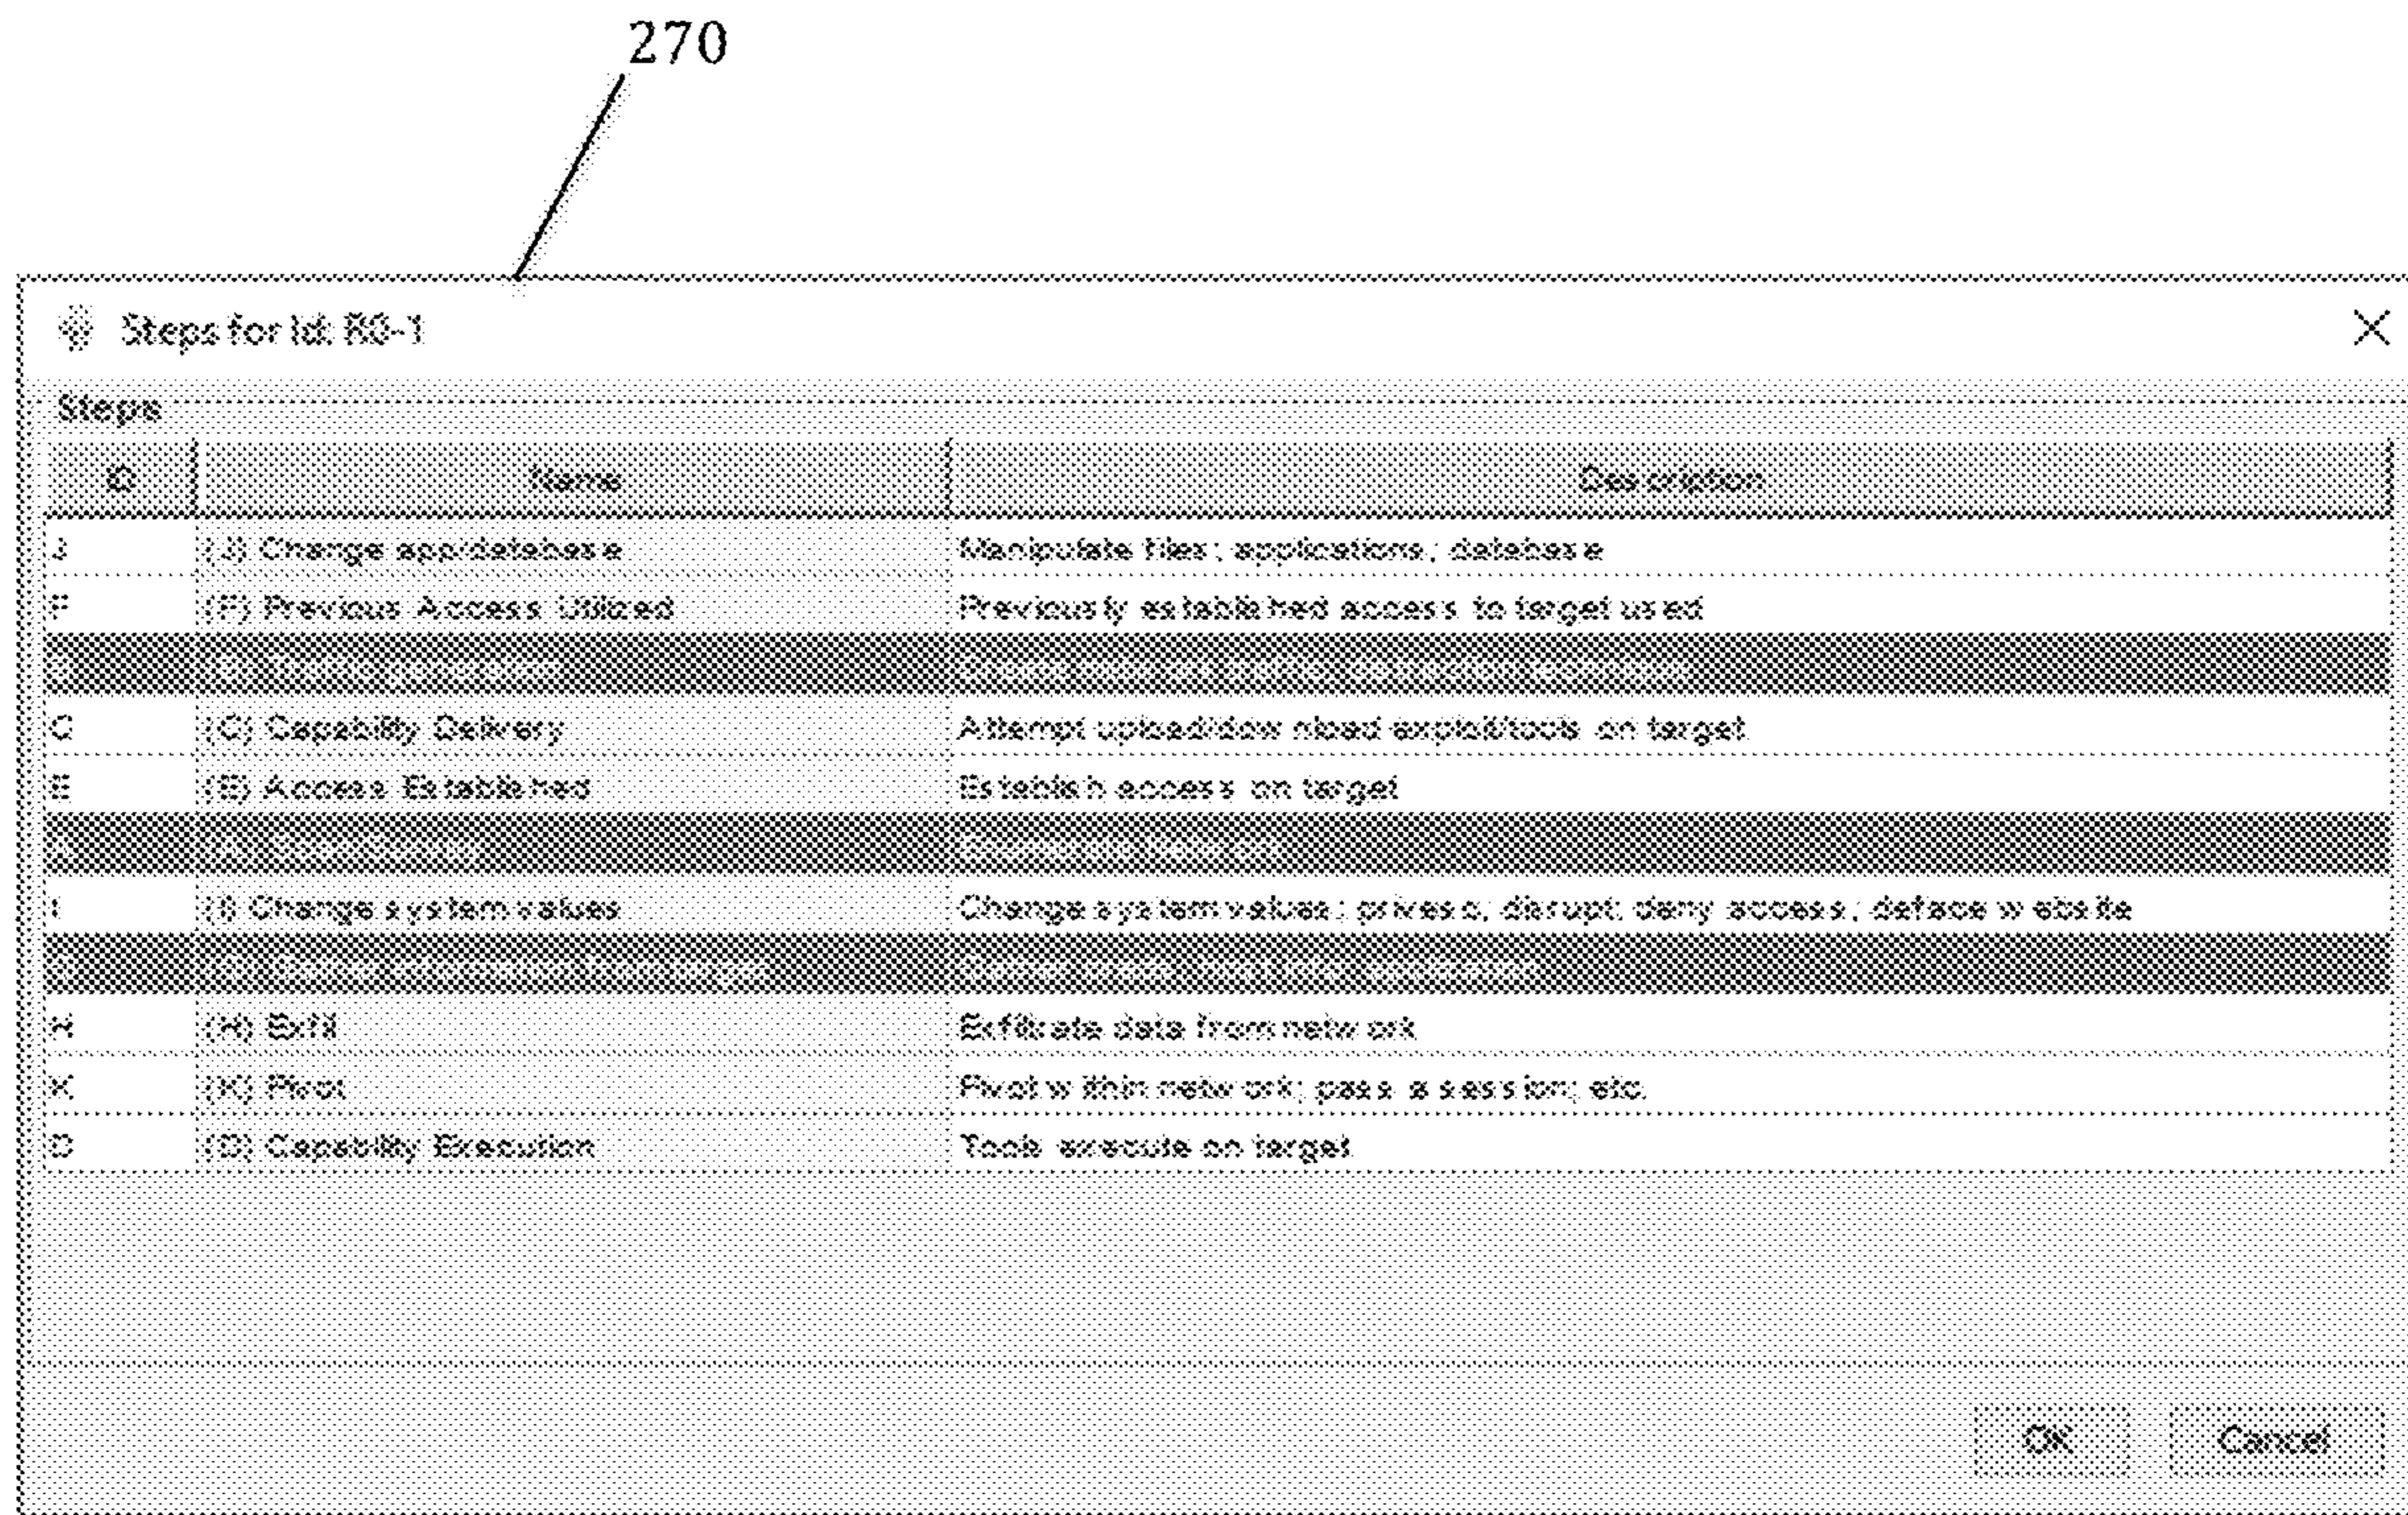 270
Steps for Id: R0-1
Steps
ID Name Description
J (J) Change app/database Manipulate files; applications; database
F (F) Previous Access Utilized Previously established access to target used
C (C) Capability Delivery Attempt upload/download exploit/tools on target
E (E) Access Established Establish access on target
I (I) Change system values Change system values; privesc, disrupt; deny access; deface website
H (H) Exfil Exfiltrate data from network
K (K) Pivot Pivot within network; pass a session; etc.
D (D) Capability Execution Tools execute on target
OK Cancel